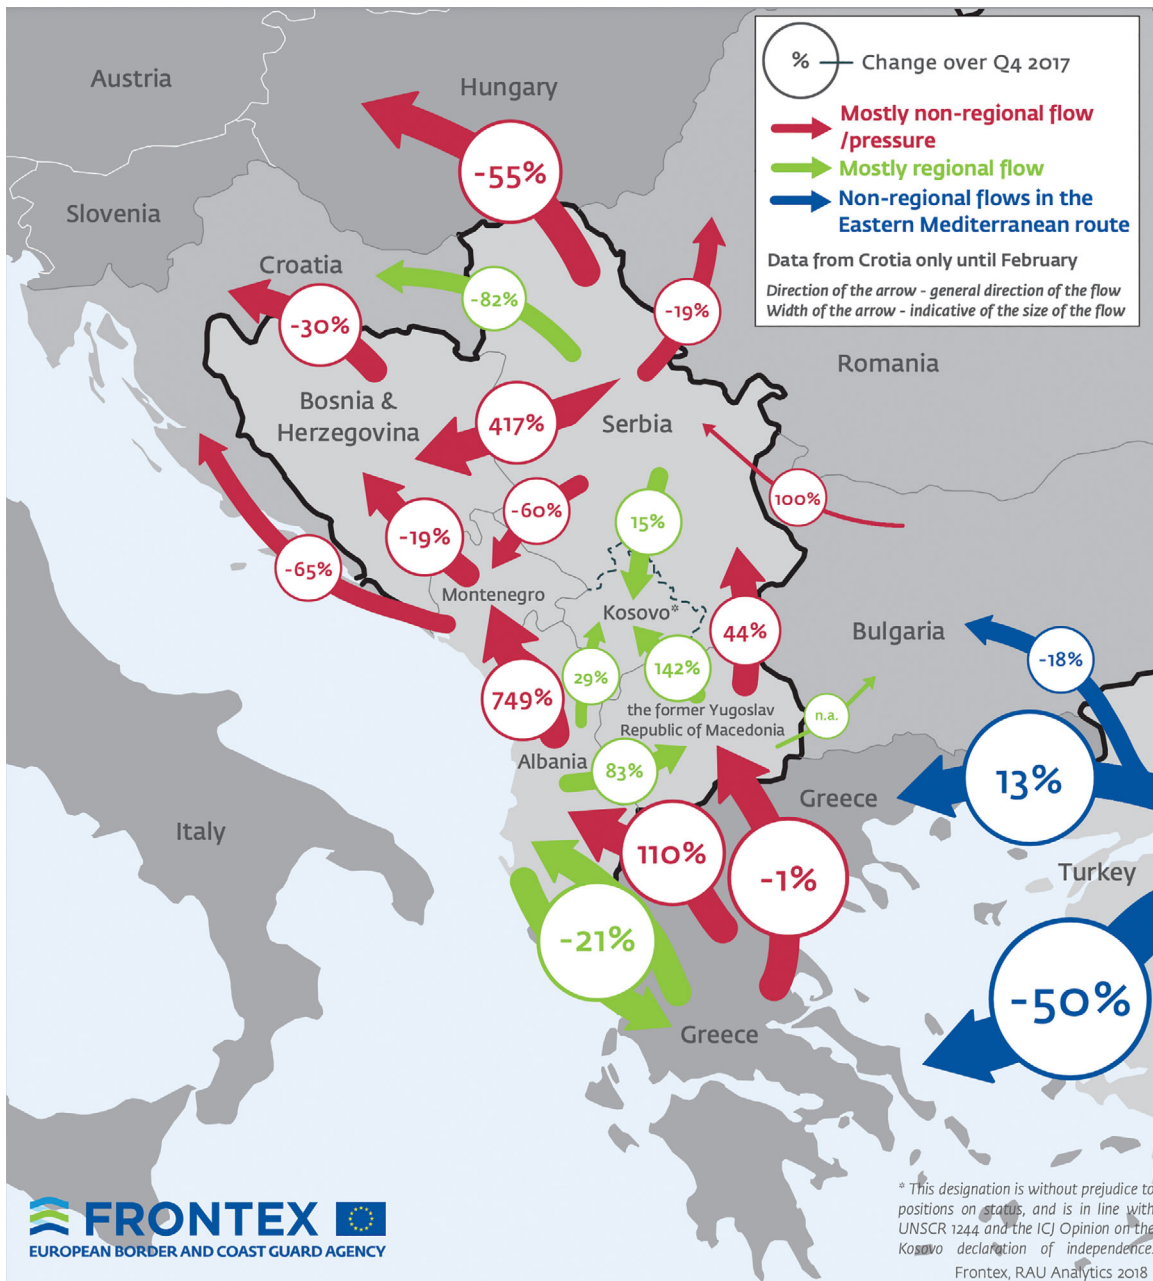 Austria
Hungary
Slovenia
Croatia
Romania
Bosnia &
Herzegovina
Serbia
Montenegro
Kosovo*
Bulgaria
the former Yugoslav
Republic of Macedonia
Albania
Greece
Italy
Turkey
Greece
% Change over Q4 2017
Mostly non-regional flow
/pressure
Mostly regional flow
Non-regional flows in the
Eastern Mediterranean route
Data from Crotia only until February
Direction of the arrow - general direction of the flow
Width of the arrow - indicative of the size of the flow
-55%
-82%
-30%
-19%
417%
100%
-60%
15%
-19%
-65%
44%
142%
29%
749%
n.a.
-18%
83%
13%
110%
-1%
-21%
-50%
FRONTEX
EUROPEAN BORDER AND COAST GUARD AGENCY
* This designation is without prejudice to
positions on status, and is in line with
UNSCR 1244 and the ICJ Opinion on the
Kosovo declaration of independence.
Frontex, RAU Analytics 2018